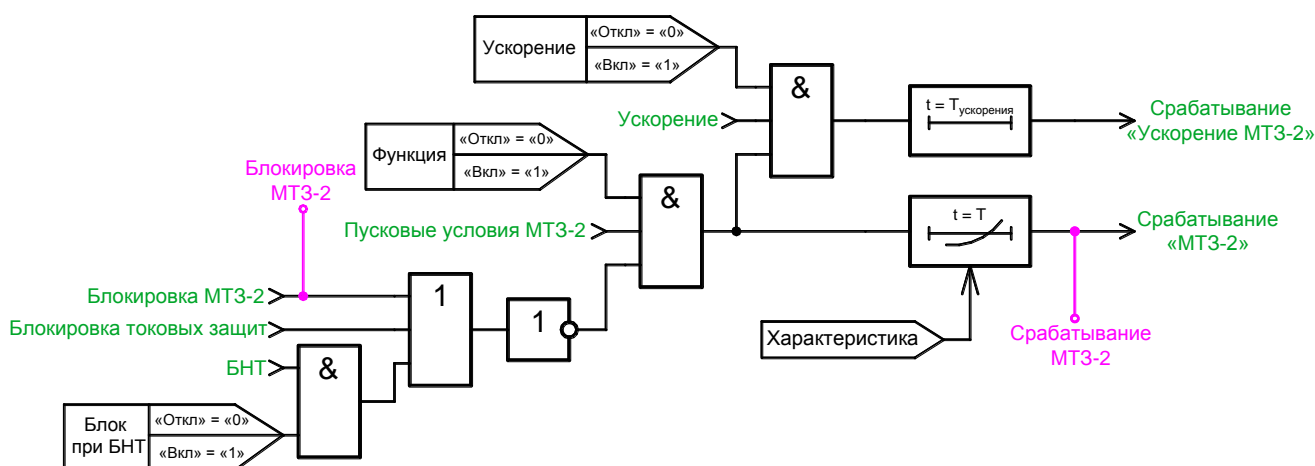 Ускорение
«Откл» = «0»
«Вкл» = «1»
&
t = Tускорения
Ускорение
Срабатывание
«Ускорение МТЗ-2»
Функция
«Откл» = «0»
«Вкл» = «1»
Блокировка
МТЗ-2
&
Пусковые условия МТЗ-2
t = T
Срабатывание
«МТЗ-2»
Блокировка МТЗ-2
1
1
Блокировка токовых защит
Характеристика
Срабатывание
МТЗ-2
БНТ
&
Блок
при БНТ
«Откл» = «0»
«Вкл» = «1»